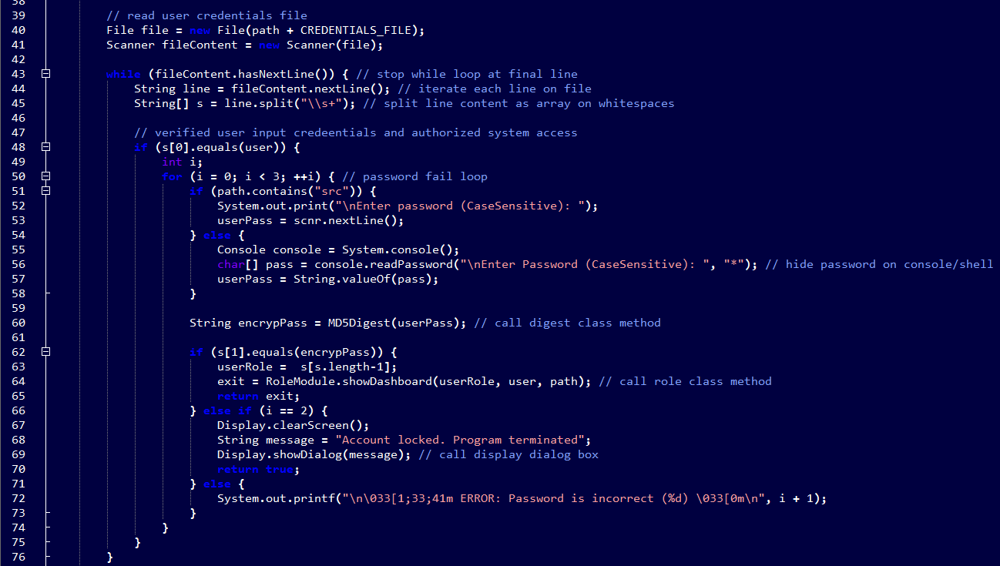 38
39 // read user credentials file
40 File file = new File(path + CREDENTIALS_FILE);
41 Scanner fileContent = new Scanner(file);
42
43 while (fileContent.hasNextLine()) { // stop while loop at final line
44 String line = fileContent.nextLine(); // iterate each line on file
45 String[] s = line.split("\\s+"); // split line content as array on whitespaces
46
47 // verified user input credeentials and authorized system access
48 if (s[0].equals(user)) {
49 int i;
50 for (i = 0; i < 3; ++i) { // password fail loop
51 if (path.contains("src")) {
52 System.out.print("\nEnter password (CaseSensitive): ");
53 userPass = scnr.nextLine();
54 } else {
55 Console console = System.console();
56 char[] pass = console.readPassword("\nEnter Password (CaseSensitive): ", "*"); // hide password on console/shell
57 userPass = String.valueOf(pass);
58 }
59
60 String encrypPass = MD5Digest(userPass); // call digest class method
61
62 if (s[1].equals(encrypPass)) {
63 userRole =  s[s.length-1];
64 exit = RoleModule.showDashboard(userRole, user, path); // call role class method
65 return exit;
66 } else if (i == 2) {
67 Display.clearScreen();
68 String message = "Account locked. Program terminated";
69 Display.showDialog(message); // call display dialog box
70 return true;
71 } else {
72 System.out.printf("\n\033[1;33;41m ERROR: Password is incorrect (%d) \033[0m\n", i + 1);
73 }
74 }
75 }
76 }